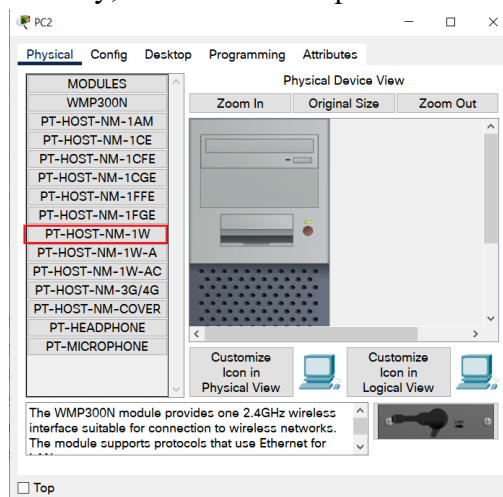 PC2
Physical Config Desktop Programming Attributes
MODULES
WMP300N
PT-HOST-NM-1AM
PT-HOST-NM-1CE
PT-HOST-NM-1CFE
PT-HOST-NM-1CGE
PT-HOST-NM-1FFE
PT-HOST-NM-1FGE
PT-HOST-NM-1W
PT-HOST-NM-1W-A
PT-HOST-NM-1W-AC
PT-HOST-NM-3G/4G
PT-HOST-NM-COVER
PT-HEADPHONE
PT-MICROPHONE
Physical Device View
Zoom In Original Size Zoom Out
Customize
Icon in
Physical View
Customize
Icon in
Logical View
The WMP300N module provides one 2.4GHz wireless
interface suitable for connection to wireless networks.
The module supports protocols that use Ethernet for
Top